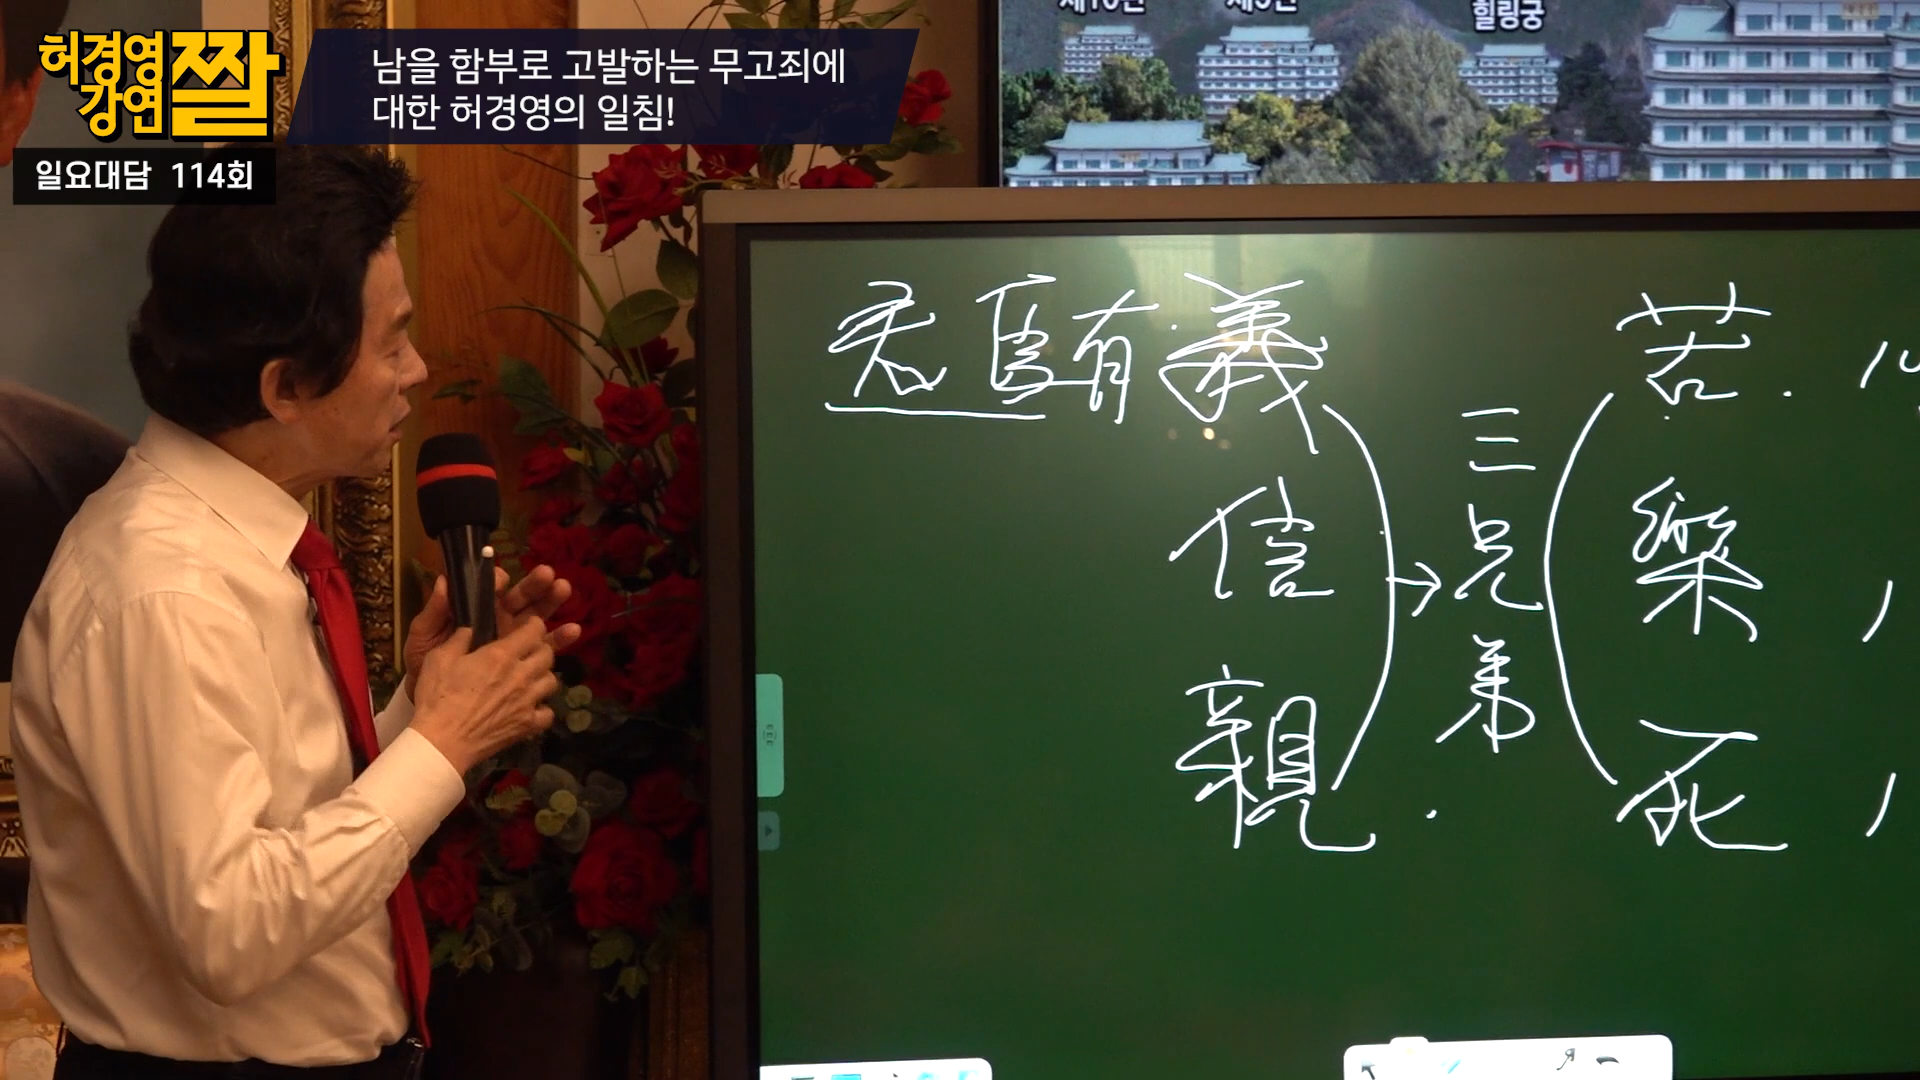 허경영
강연
짤
남을 함부로 고발하는 무고죄에
대한 허경영의 일침!
일요대담 114회
힐링궁
君臣有義
信
親
三
兄
弟
苦
樂
死